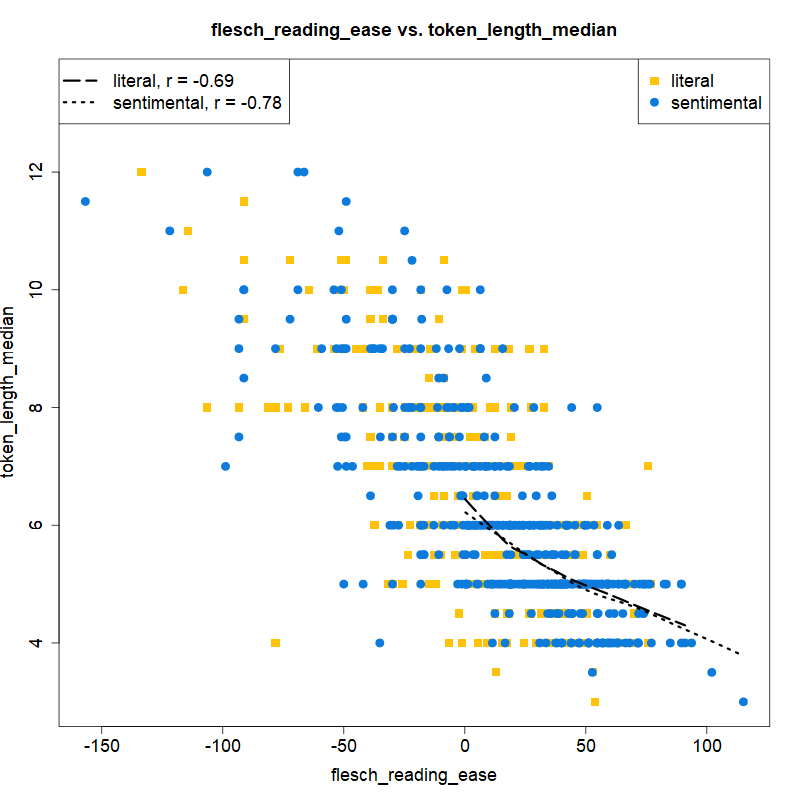 flesch_reading_ease vs. token_length_median
literal, r = -0.69
sentimental, r = -0.78
literal
sentimental
token_length_median
12
10
8
6
4
-150 -100 -50 0 50 100
flesch_reading_ease